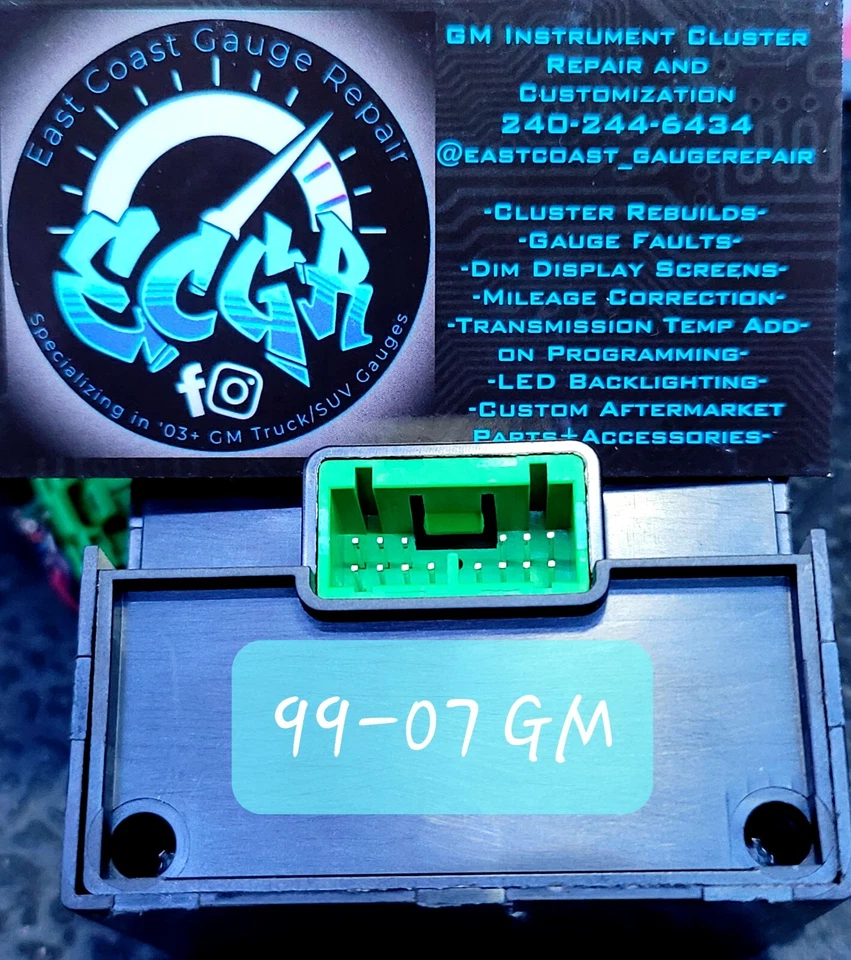 East Coast Gauge Repair
ECGR
Specializing in '03+ GM Truck/SUV Gauges
GM Instrument Cluster
Repair and
Customization
240-244-6434
@eastcoast_gaugerepair
-Cluster Rebuilds-
-Gauge Faults-
-Dim Display Screens-
-Mileage Correction-
-Transmission Temp Add-
on Programming-
-LED Backlighting-
-Custom Aftermarket
Parts+Accessories-
99-07 GM